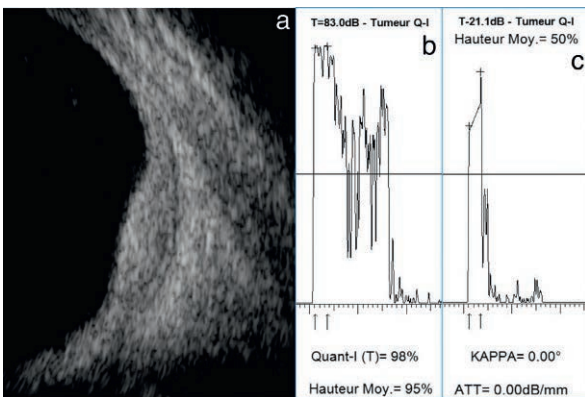 a
T=83.0dB - Tumeur Q-I
b
Quant-I (T)= 98%
Hauteur Moy.= 95%
T-21.1dB - Tumeur Q-I
Hauteur Moy.= 50%
c
KAPPA= 0.00°
ATT= 0.00dB/mm